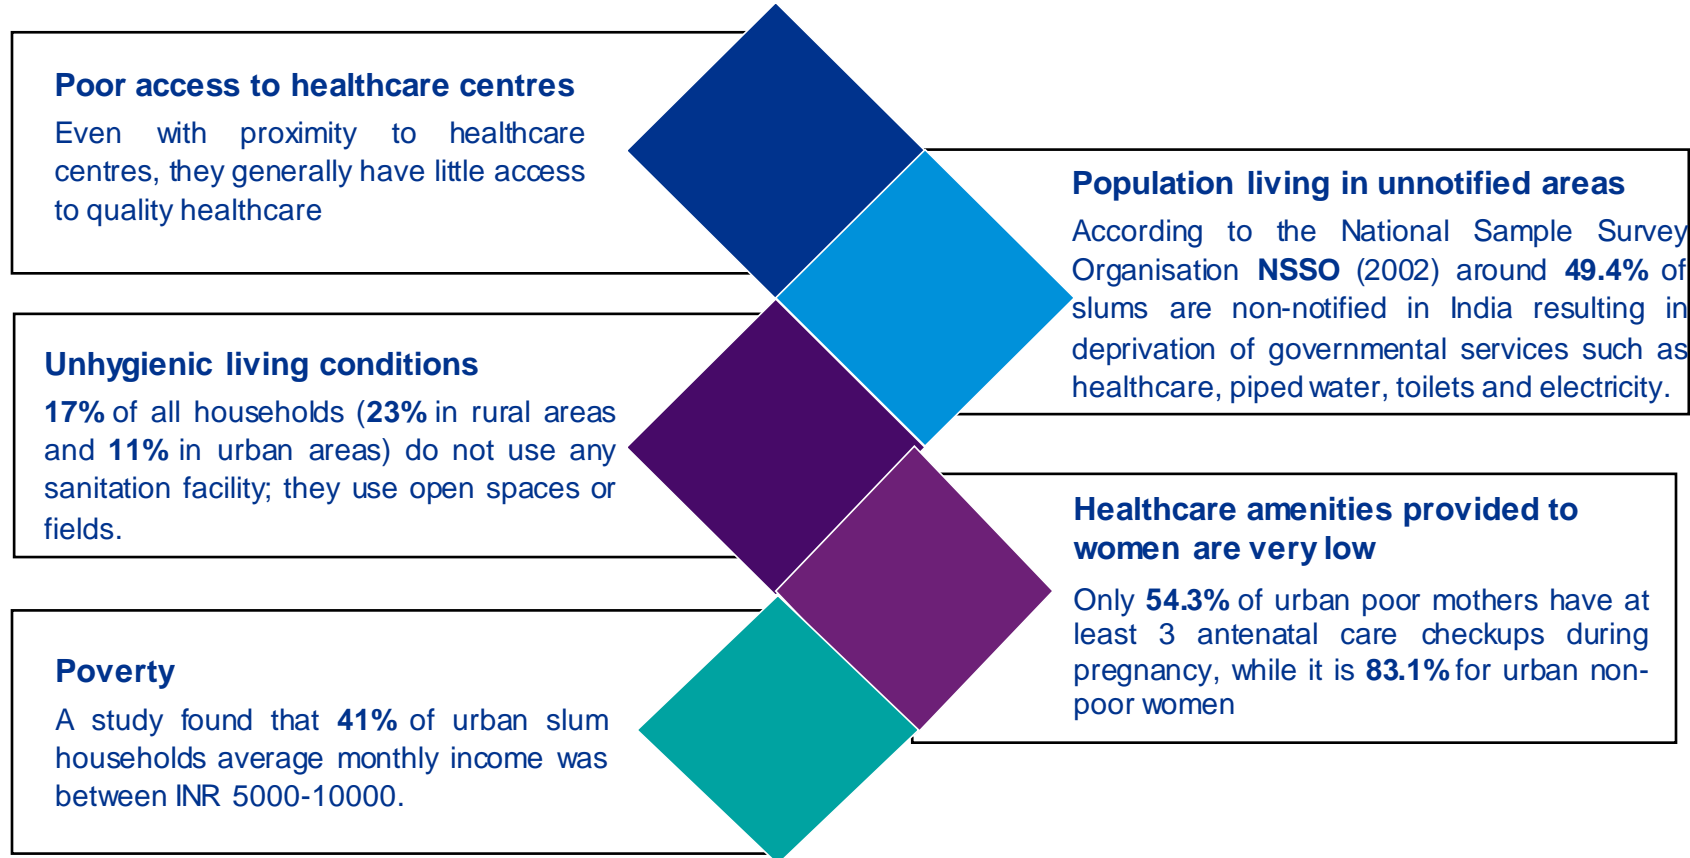 Poor access to healthcare centres
Even with proximity to healthcare
centres, they generally have little access
to quality healthcare
Population living in unnotified areas
According to the National Sample Survey
Organisation NSSO (2002) around 49.4% of
slums are non-notified in India resulting in
deprivation of governmental services such as
healthcare, piped water, toilets and electricity.
Unhygienic living conditions
17% of all households (23% in rural areas
and 11% in urban areas) do not use any
sanitation facility; they use open spaces or
fields.
Healthcare amenities provided to
women are very low
Only 54.3% of urban poor mothers have at
least 3 antenatal care checkups during
pregnancy, while it is 83.1% for urban non-
poor women
Poverty
A study found that 41% of urban slum
households average monthly income was
between INR 5000-10000.